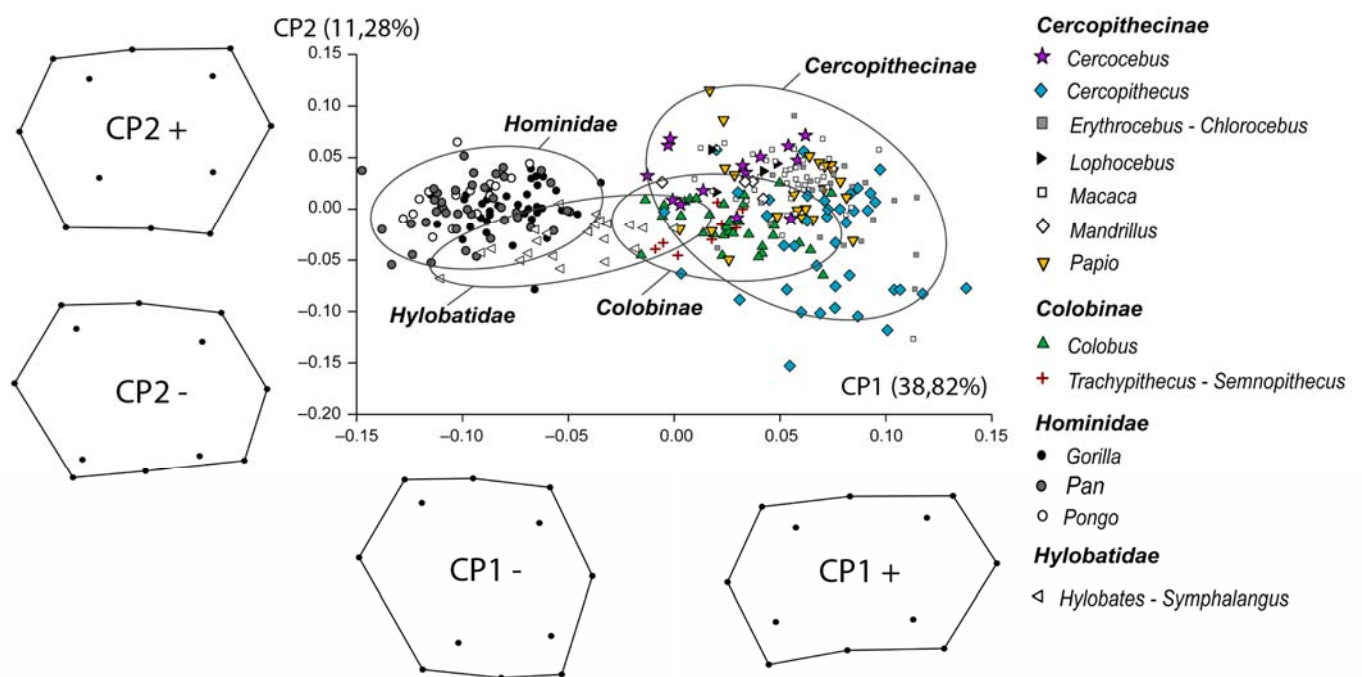 CP2 (11,28%)
0.15
0.10
0.05
0.00
–0.05
–0.10
–0.15
–0.20
–0.15
–0.10
–0.05
0.00
0.05
0.10
0.15
CP1 (38,82%)
Cercopithecinae
Hominidae
Hylobatidae
Colobinae
CP2 +
CP2 -
CP1 -
CP1 +
Cercopithecinae
Cercocebus
Cercopithecus
Erythrocebus - Chlorocebus
Lophocebus
Macaca
Mandrillus
Papio
Colobinae
Colobus
Trachypithecus - Semnopithecus
Hominidae
Gorilla
Pan
Pongo
Hylobatidae
Hylobates - Symphalangus